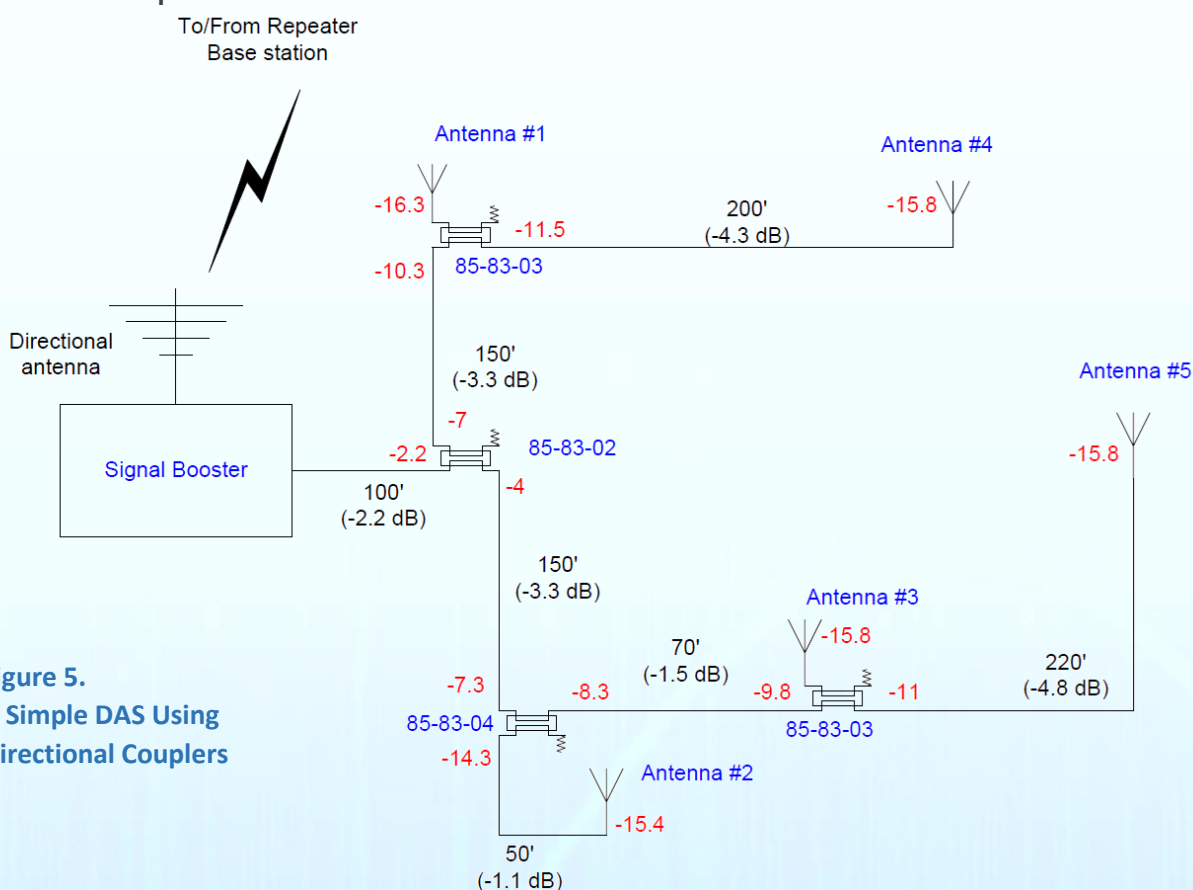 To/From Repeater
Base station
Antenna #1
Antenna #4
-16.3
-11.5
200'
(-4.3 dB)
-15.8
-10.3
85-83-03
Directional
antenna
150'
(-3.3 dB)
Antenna #5
-7
-2.2
85-83-02
-15.8
Signal Booster
100'
(-2.2 dB)
-4
150'
(-3.3 dB)
Antenna #3
-15.8
70'
(-1.5 dB)
220'
(-4.8 dB)
-7.3
-8.3
-9.8
-11
85-83-04
85-83-03
-14.3
Antenna #2
-15.4
50'
(-1.1 dB)
igure 5.
Simple DAS Using
irectional Couplers